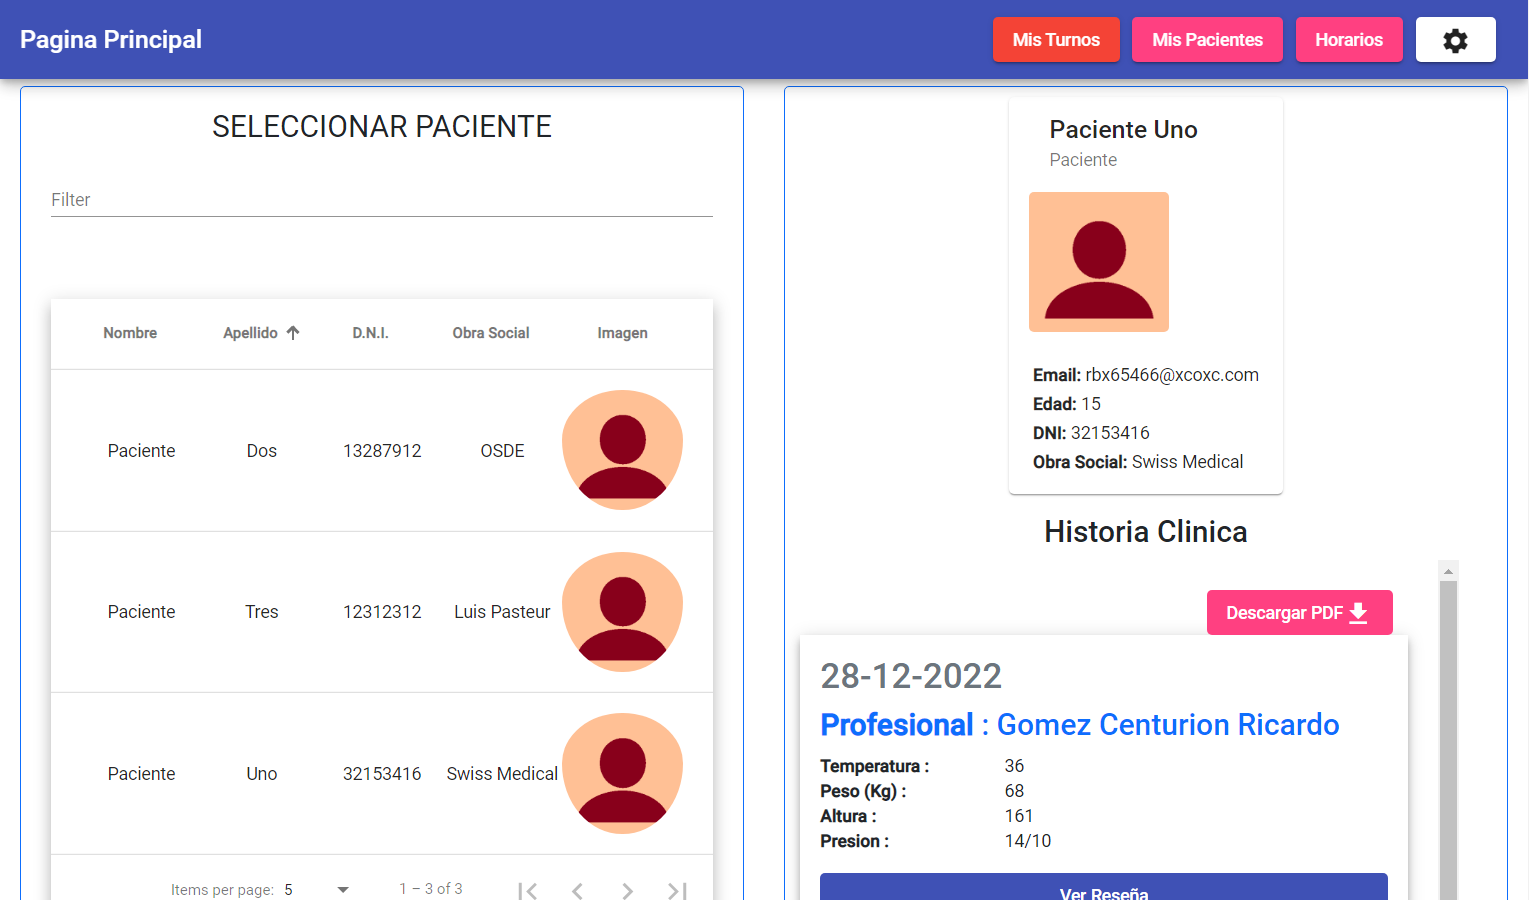 Pagina Principal
Mis Turnos
Mis Pacientes
Horarios
SELECCIONAR PACIENTE
Filter
Nombre Apellido D.N.I. Obra Social Imagen
Paciente Dos 13287912 OSDE
Paciente Tres 12312312 Luis Pasteur
Paciente Uno 32153416 Swiss Medical
Items per page: 5 1 – 3 of 3
Paciente Uno
Paciente
Email: rbx65466@xcoxc.com
Edad: 15
DNI: 32153416
Obra Social: Swiss Medical
Historia Clinica
Descargar PDF
28-12-2022
Profesional : Gomez Centurion Ricardo
Temperatura : 36
Peso (Kg) : 68
Altura : 161
Presion : 14/10
Ver Reseña